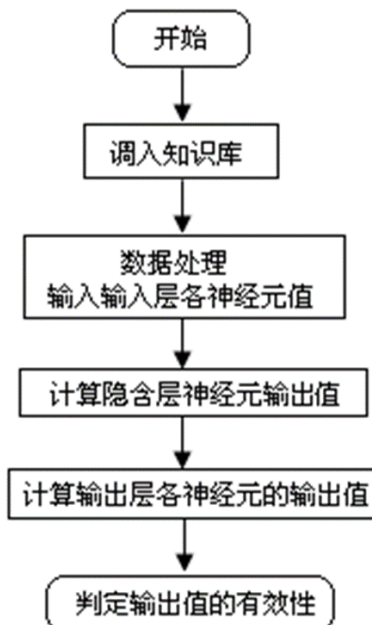 开始
调入知识库
数据处理
输入输入层各神经元值
计算隐含层神经元输出值
计算输出层各神经元的输出值
判定输出值的有效性